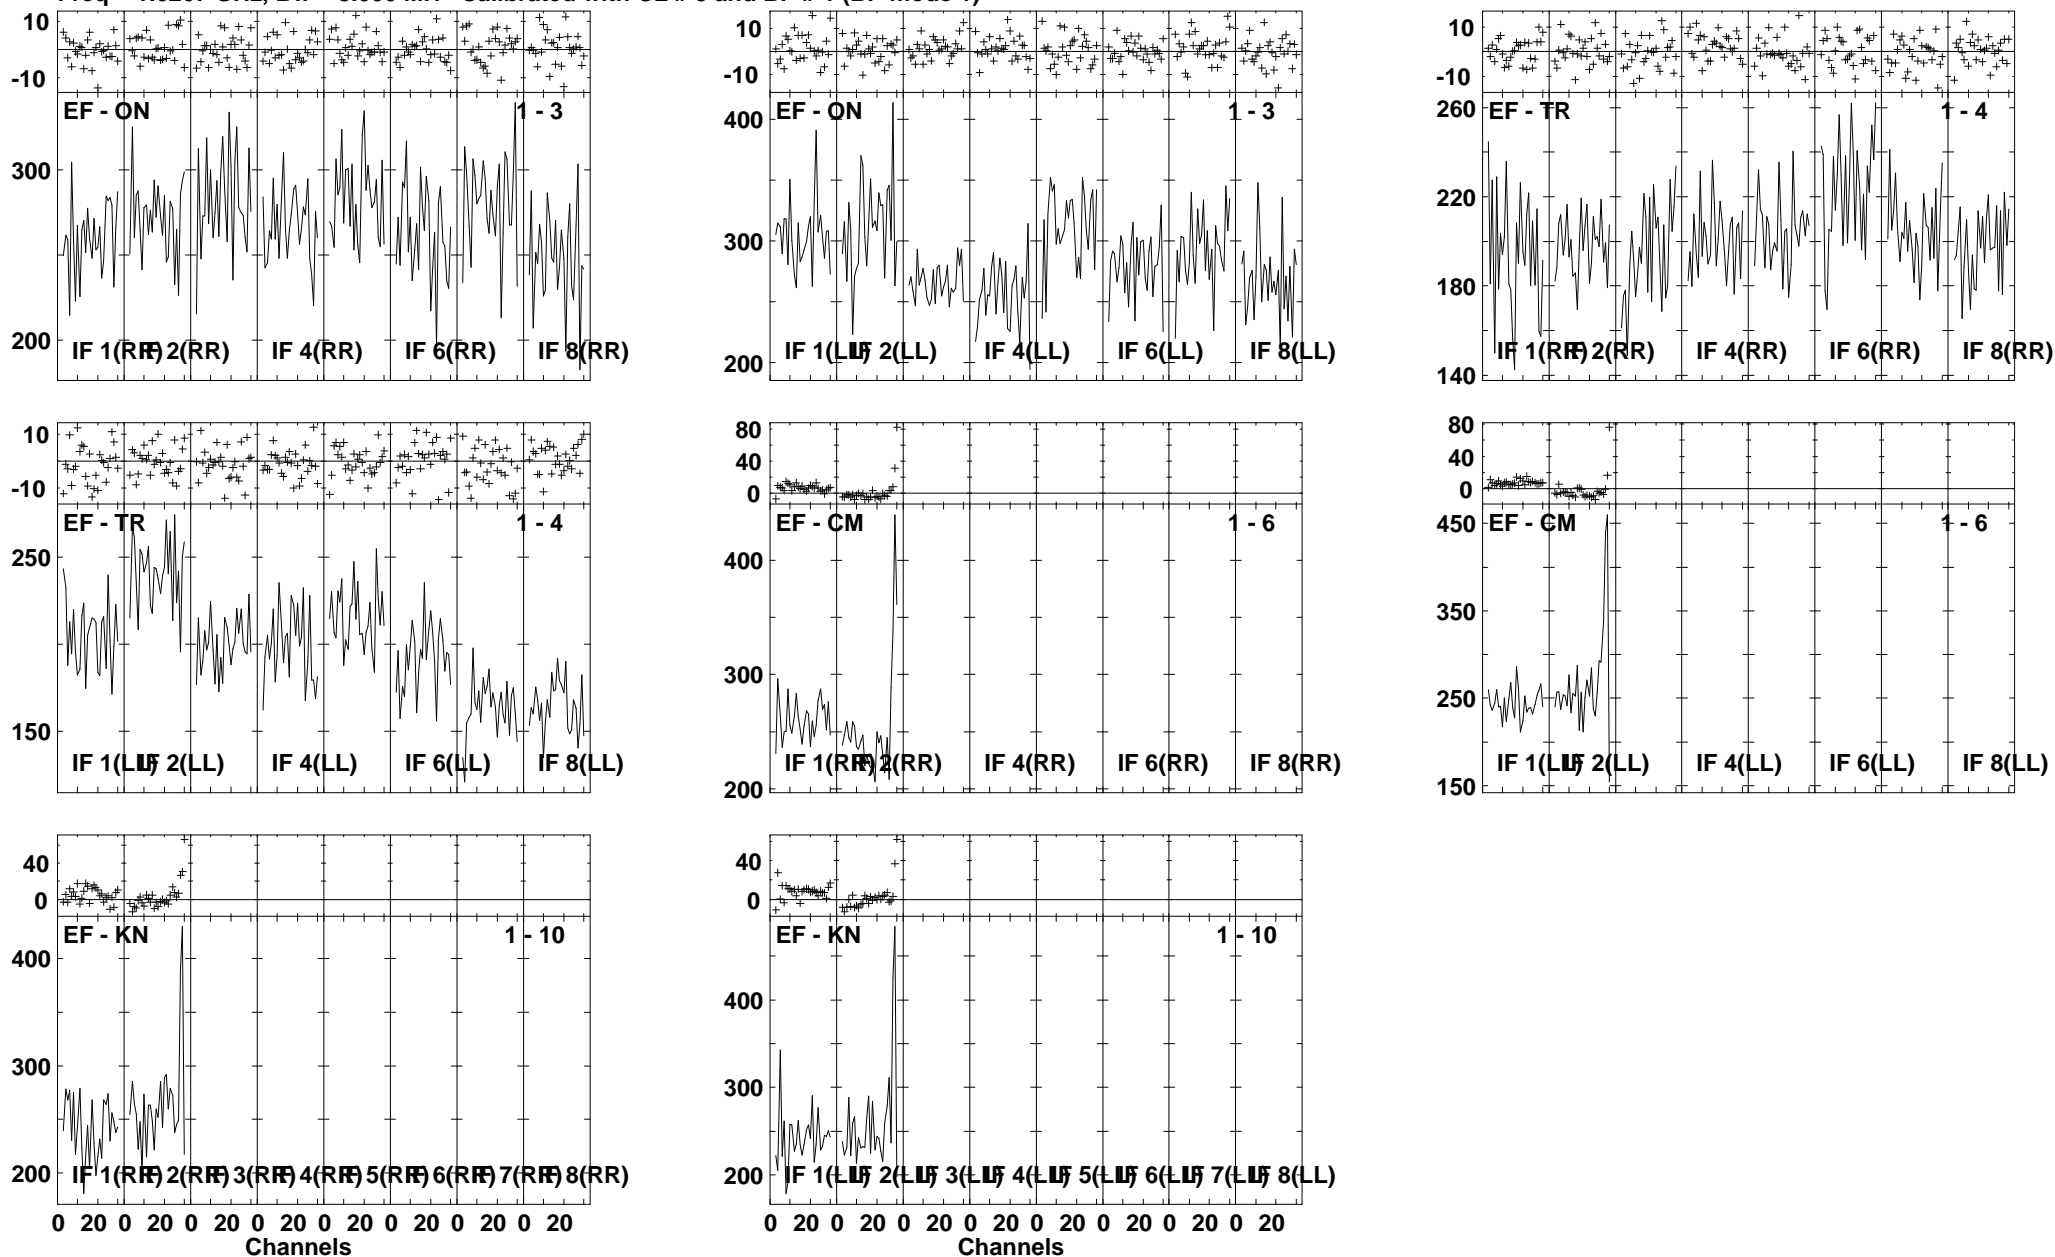 10
-10
EF - ON 1 - 3
300
200
IF 1(RR) IF 2(RR) IF 4(RR) IF 6(RR) IF 8(RR)
10
-10
EF - ON 1 - 3
400
300
200
IF 1(LL) IF 2(LL) IF 4(LL) IF 6(LL) IF 8(LL)
10
-10
EF - TR 1 - 4
260
220
180
140
IF 1(RR) IF 2(RR) IF 4(RR) IF 6(RR) IF 8(RR)
10
-10
EF - TR 1 - 4
250
150
IF 1(LL) IF 2(LL) IF 4(LL) IF 6(LL) IF 8(LL)
80
40
0
EF - CM 1 - 6
400
300
200
IF 1(RR) IF 2(RR) IF 4(RR) IF 6(RR) IF 8(RR)
80
40
0
EF - CM 1 - 6
450
350
250
150
IF 1(LL) IF 2(LL) IF 4(LL) IF 6(LL) IF 8(LL)
40
0
EF - KN 1 - 10
400
300
200
IF 1(RR) IF 2(RR) IF 3(RR) IF 4(RR) IF 5(RR) IF 6(RR) IF 7(RR) IF 8(RR)
0 20 0 20 0 20 0 20 0 20 0 20 0 20 0 20
Channels
40
0
EF - KN 1 - 10
400
300
200
IF 1(LL) IF 2(LL) IF 3(LL) IF 4(LL) IF 5(LL) IF 6(LL) IF 7(LL) IF 8(LL)
0 20 0 20 0 20 0 20 0 20 0 20 0 20 0 20
Channels